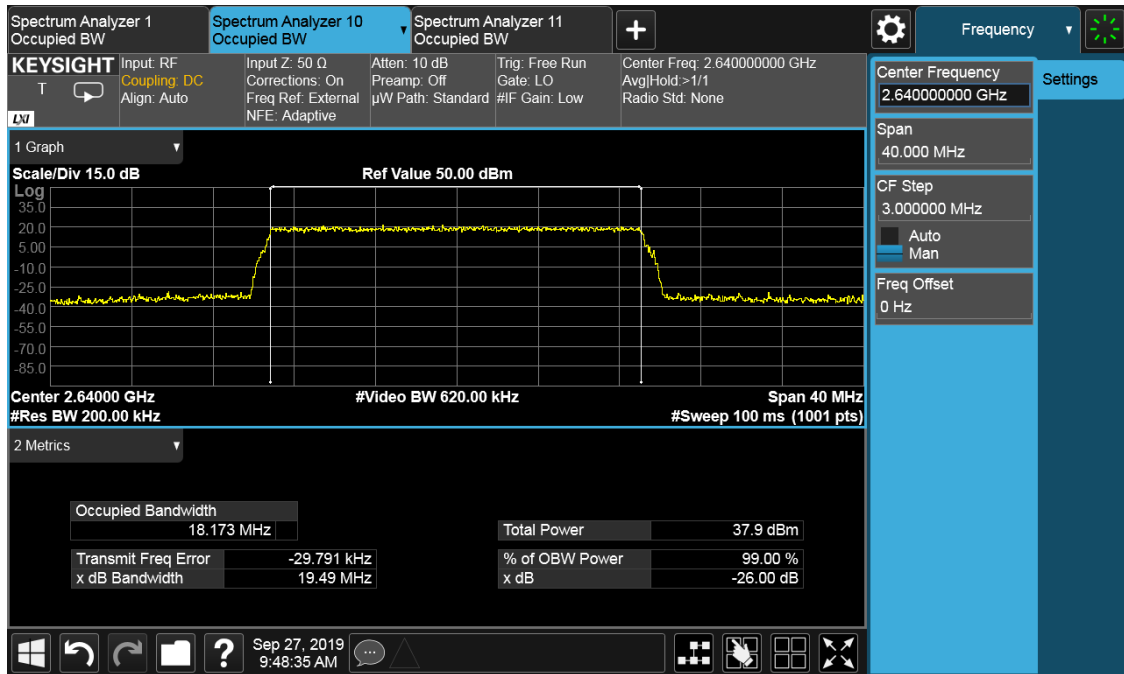 Spectrum Analyzer 1
Occupied BW
Spectrum Analyzer 10
Occupied BW
Spectrum Analyzer 11
Occupied BW
Frequency
KEYSIGHT
T
LXI
Input: RF
Coupling: DC
Align: Auto
Input Z: 50 Ω
Corrections: On
Freq Ref: External
NFE: Adaptive
Atten: 10 dB
Preamp: Off
µW Path: Standard
Trig: Free Run
Gate: LO
#IF Gain: Low
Center Freq: 2.640000000 GHz
Avg|Hold:>1/1
Radio Std: None
Center Frequency
2.640000000 GHz
Settings
Span
40.000 MHz
CF Step
3.000000 MHz
Auto
Man
Freq Offset
0 Hz
1 Graph
Scale/Div 15.0 dB
Ref Value 50.00 dBm
Log
35.0
20.0
5.00
-10.0
-25.0
-40.0
-55.0
-70.0
-85.0
Center 2.64000 GHz
#Video BW 620.00 kHz
Span 40 MHz
#Res BW 200.00 kHz
#Sweep 100 ms (1001 pts)
2 Metrics
Occupied Bandwidth
18.173 MHz
Total Power 37.9 dBm
Transmit Freq Error -29.791 kHz
% of OBW Power 99.00 %
x dB Bandwidth 19.49 MHz
x dB -26.00 dB
?
Sep 27, 2019
9:48:35 AM